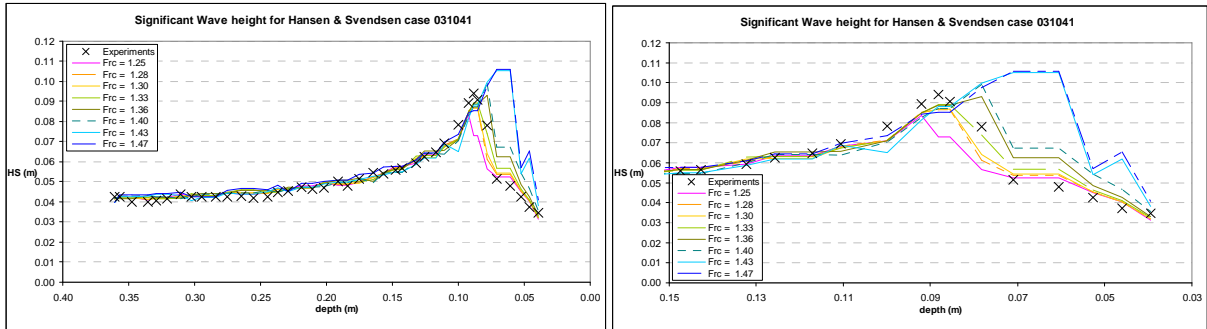 Significant Wave height for Hansen & Svendsen case 031041
0.12
0.11
0.10
0.09
0.08
0.07
0.06
0.05
HS (m)
0.04
0.03
0.02
0.01
0.00
Experiments
Frc = 1.25
Frc = 1.28
Frc = 1.30
Frc = 1.33
Frc = 1.36
Frc = 1.40
Frc = 1.43
Frc = 1.47
0.40 0.35 0.30 0.25 0.20 0.15 0.10 0.05 0.00
depth (m)
Significant Wave height for Hansen & Svendsen case 031041
0.12
0.11
0.10
0.09
0.08
0.07
0.06
HS (m)
0.05
0.04
0.03
0.02
0.01
0.00
Experiments
Frc = 1.25
Frc = 1.28
Frc = 1.30
Frc = 1.33
Frc = 1.36
Frc = 1.40
Frc = 1.43
Frc = 1.47
0.15 0.13 0.11 0.09 0.07 0.05 0.03
depth (m)